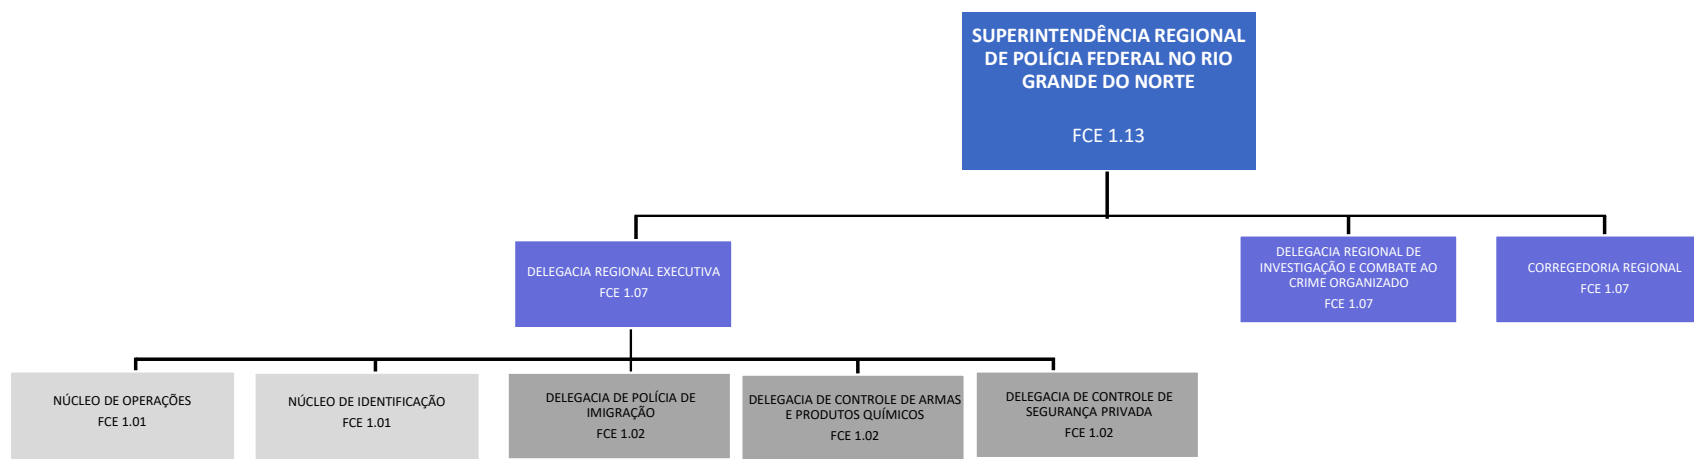 SUPERINTENDÊNCIA REGIONAL
DE POLÍCIA FEDERAL NO RIO
GRANDE DO NORTE
FCE 1.13
DELEGACIA REGIONAL EXECUTIVA
FCE 1.07
DELEGACIA REGIONAL DE
INVESTIGAÇÃO E COMBATE AO
CRIME ORGANIZADO
FCE 1.07
CORREGEDORIA REGIONAL
FCE 1.07
NÚCLEO DE OPERAÇÕES
FCE 1.01
NÚCLEO DE IDENTIFICAÇÃO
FCE 1.01
DELEGACIA DE POLÍCIA DE
IMIGRAÇÃO
FCE 1.02
DELEGACIA DE CONTROLE DE ARMAS
E PRODUTOS QUÍMICOS
FCE 1.02
DELEGACIA DE CONTROLE DE
SEGURANÇA PRIVADA
FCE 1.02